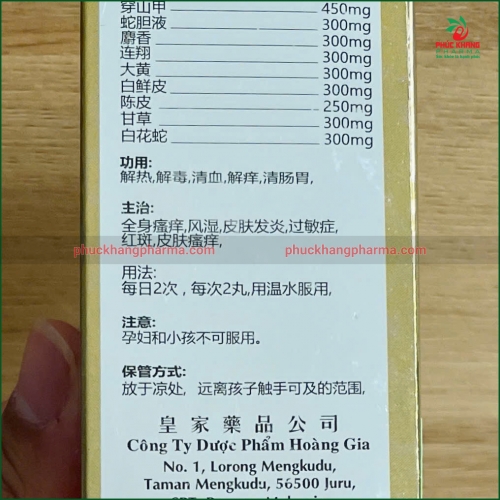 PHÚC KHANG
穿山甲 450mg
蛇胆液 300mg
麝香 300mg
连翔 300mg
大黄 300mg
白鲜皮 300mg
陈皮 250mg
甘草 300mg
白花蛇 300mg
功用:
解热,解毒,清血,解痒,清肠胃,
主治:
全身瘙痒,风湿,皮肤发炎,过敏症,
红斑,皮肤瘙痒,
phuckhangpharma.com phuckhangpharma.com
用法:
每日2次，每次2丸,用温水服用,
注意:
孕妇和小孩不可服用。
保管方式:
放于凉处，远离孩子触手可及的范围,
皇家藥品公司
Công Ty Dược Phẩm Hoàng Gia
No. 1, Lorong Mengkudu,
Taman Mengkudu, 56500 Juru,